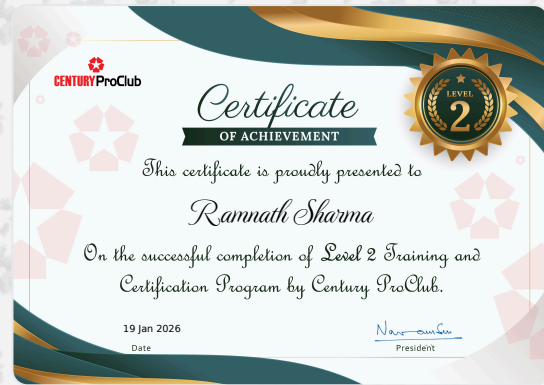 CENTURY ProClub
LEVEL
2
Certificate
OF ACHIEVEMENT
This certificate is proudly presented to
Ramnath Sharma
On the successful completion of Level 2 Training and
Certification Program by Century ProClub.
19 Jan 2026
Date
President